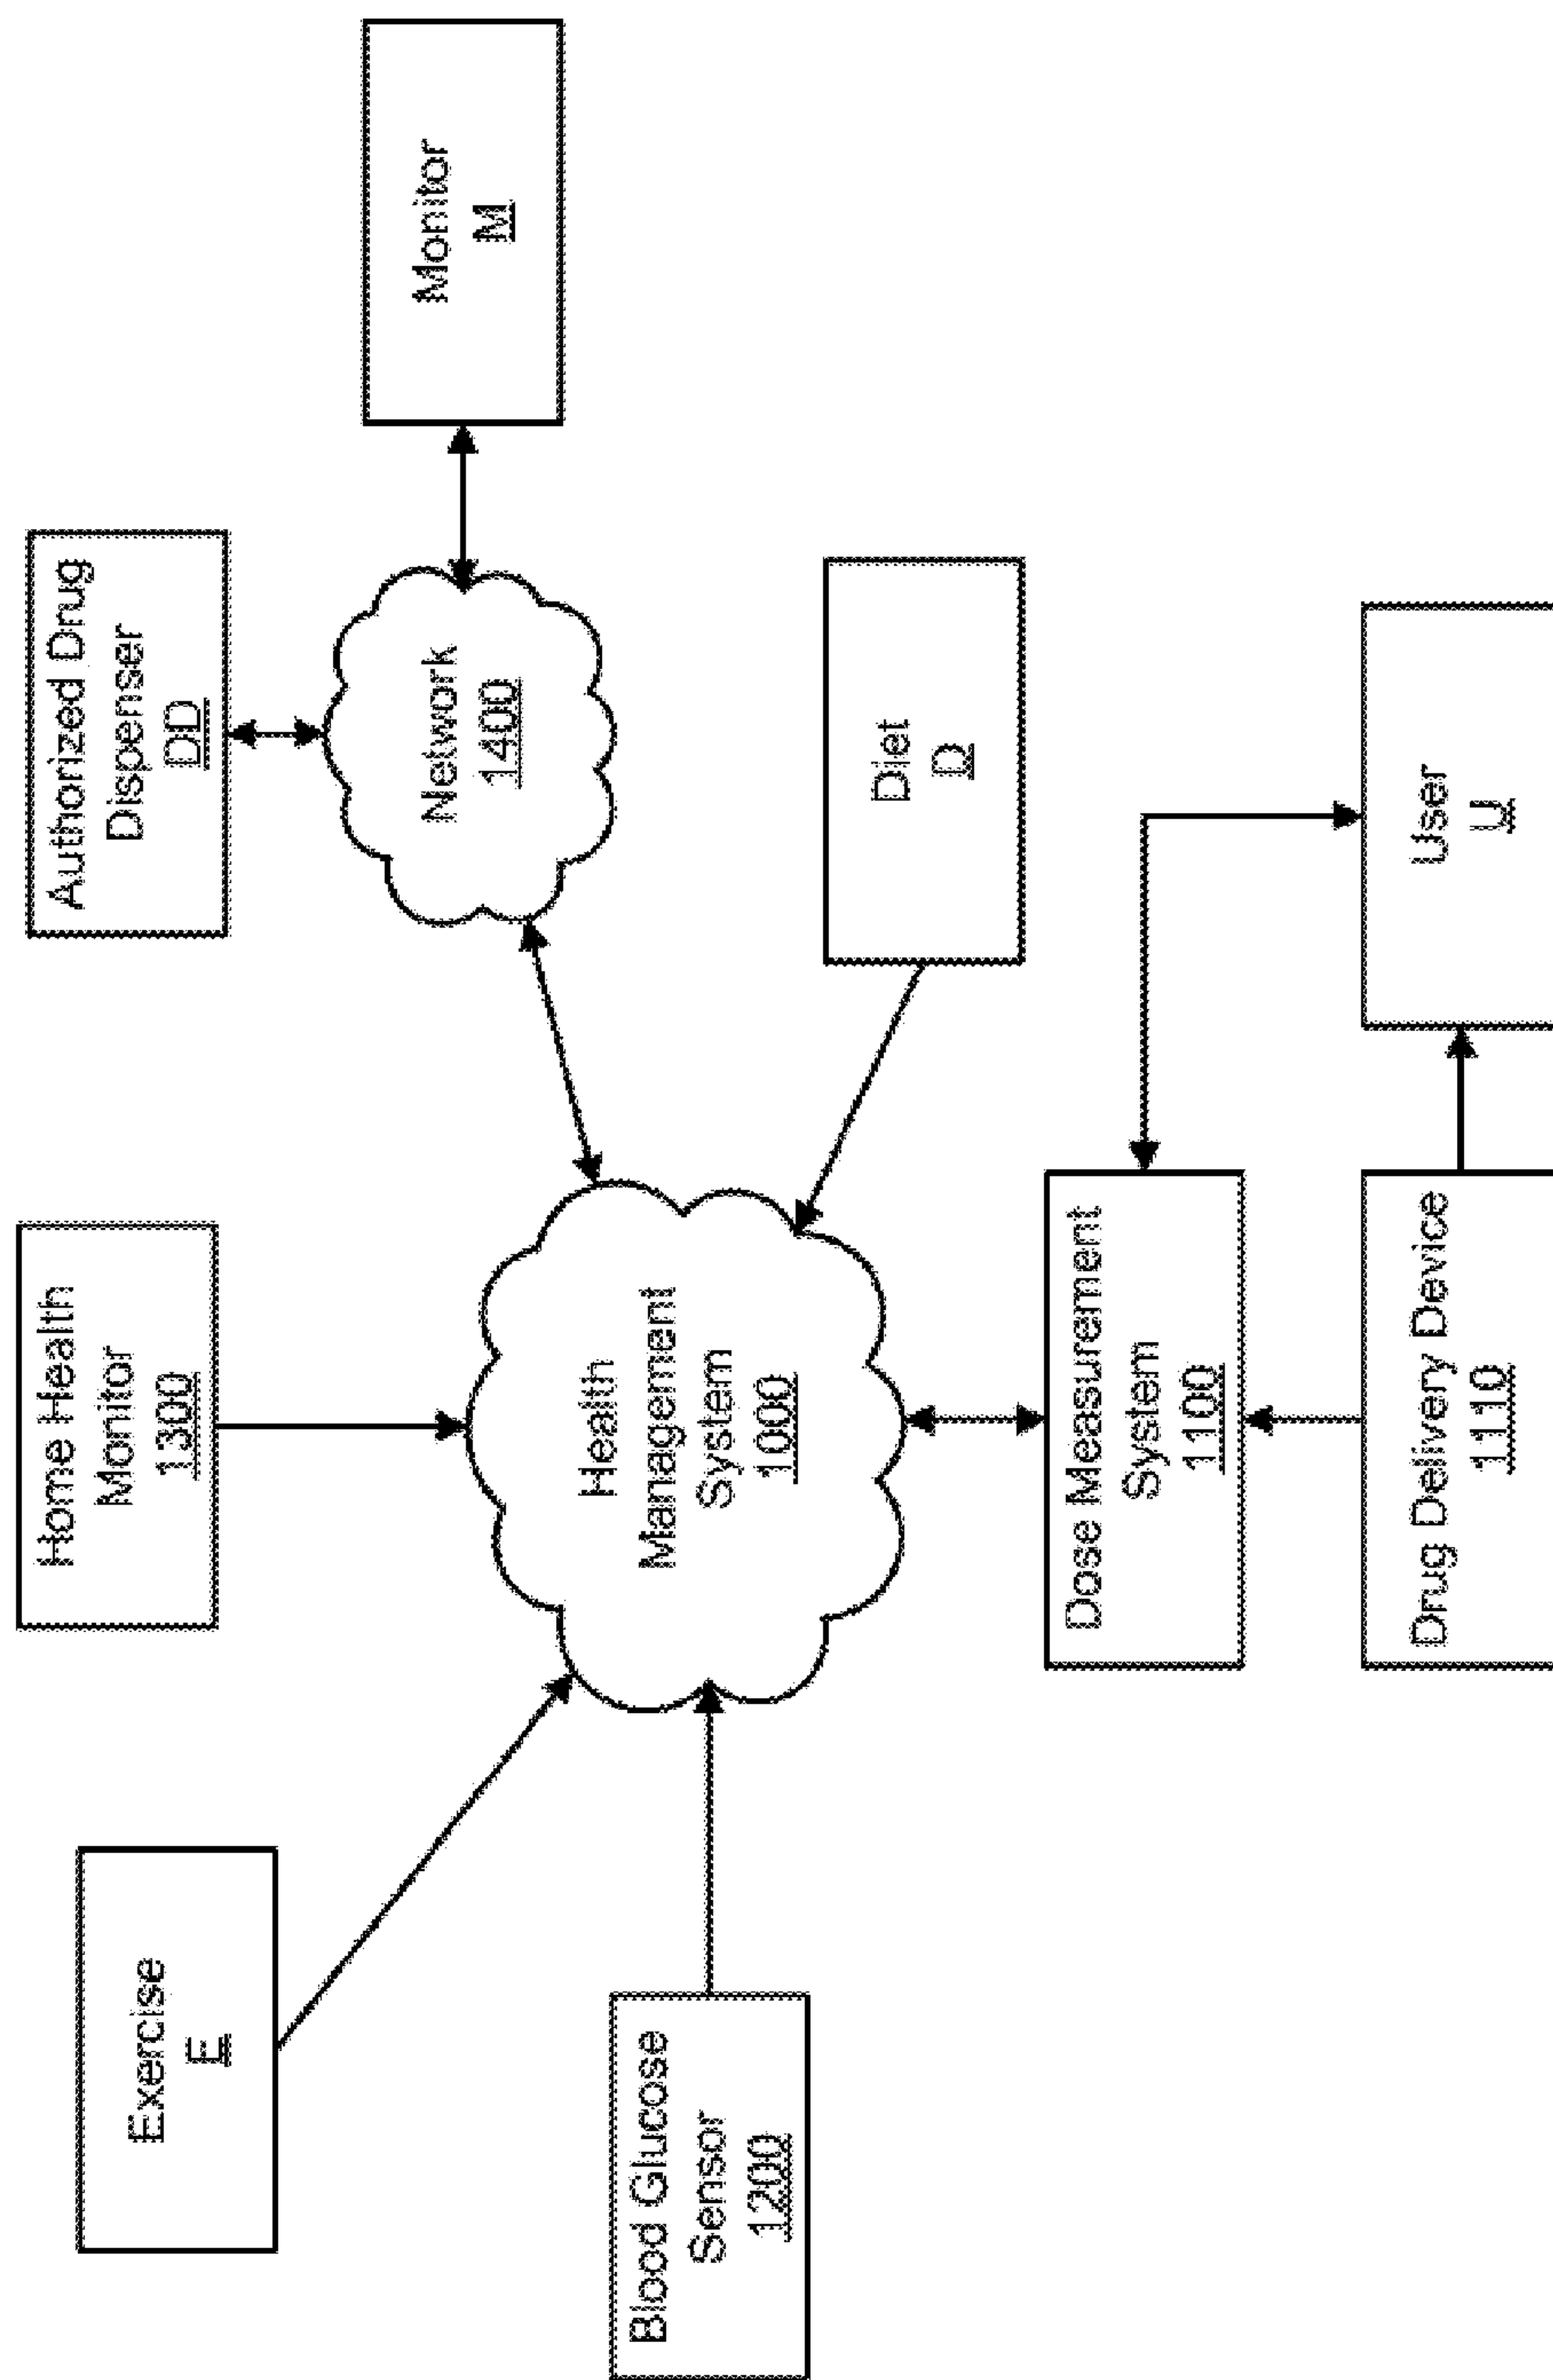 Exercise
E
Home Health
Monitor
1300
Authorized Drug
Dispenser
DD
Monitor
M
Network
1400
Blood Glucose
Sensor
1200
Health
Management
System
1000
Diet
D
Dose Measurement
System
1100
Drug Delivery Device
1110
User
U